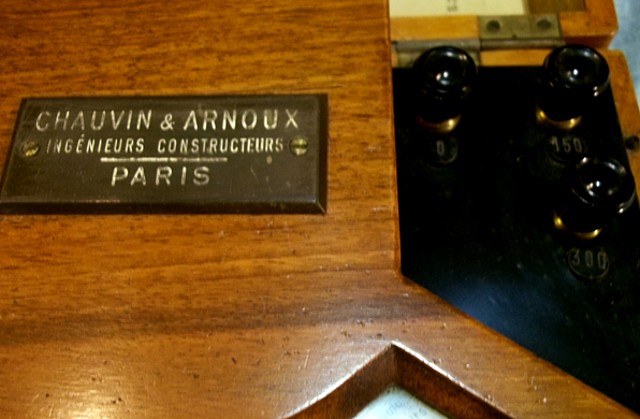 CHAUVIN & ARNOUX
INGÉNIEURS CONSTRUCTEURS
PARIS
0
150
300